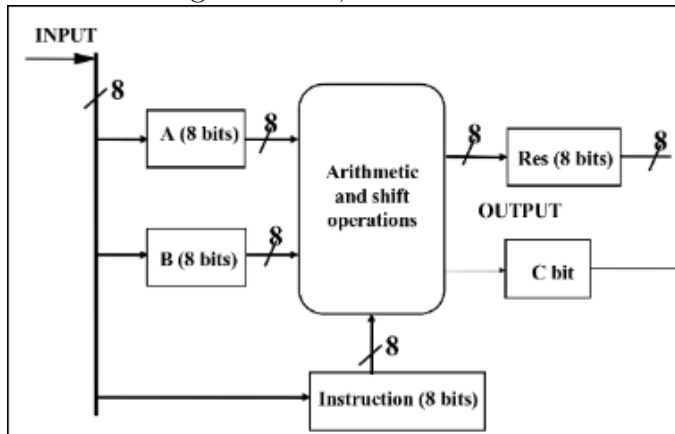 INPUT
8
A (8 bits)
8
8
Res (8 bits)
8
Arithmetic
and shift
operations
OUTPUT
B (8 bits)
8
C bit
8
Instruction (8 bits)